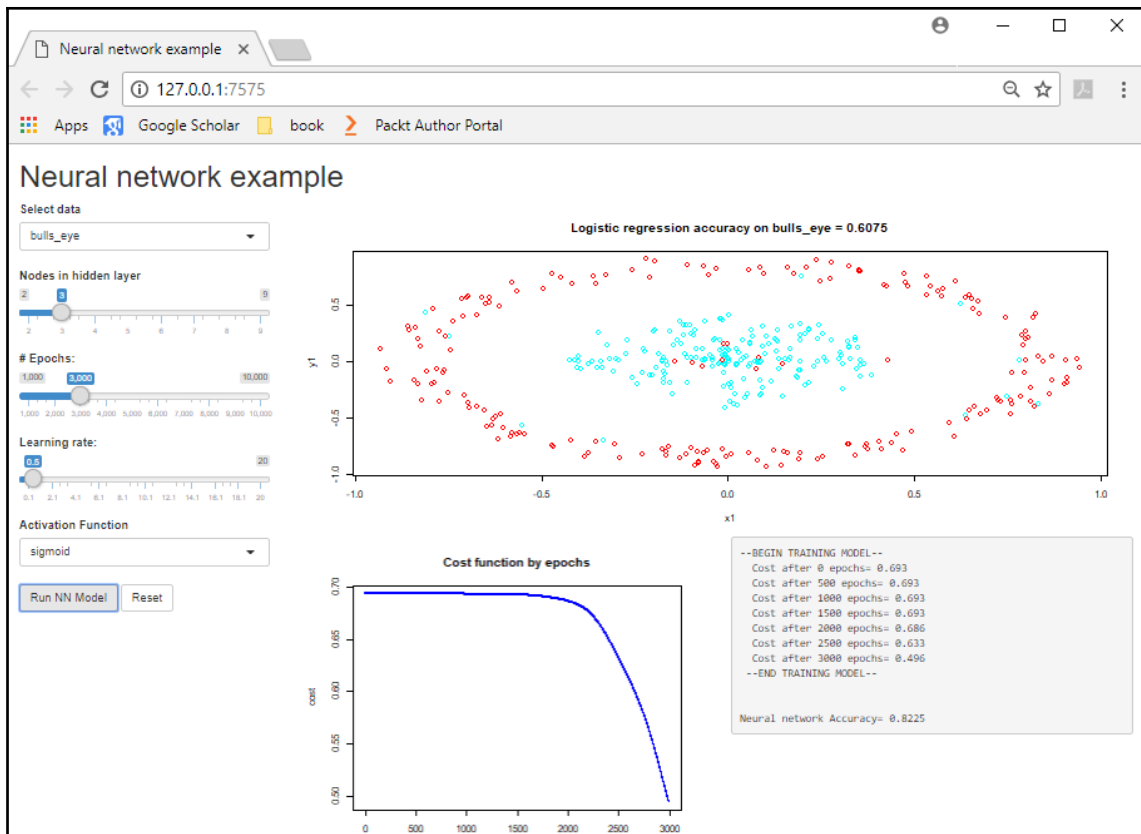 Neural network example
127.0.0.1:7575
Apps Google Scholar book Packt Author Portal
Neural network example
Select data
bulls_eye
Nodes in hidden layer
2 3 9
2 3 4 5 6 7 8 9
# Epochs:
1,000 3,000 10,000
1,000 2,000 3,000 4,000 5,000 6,000 7,000 8,000 9,000 10,000
Learning rate:
0.5 20
0.1 2.1 4.1 6.1 8.1 10.1 12.1 14.1 16.1 18.1 20
Activation Function
sigmoid
Run NN Model Reset
Logistic regression accuracy on bulls_eye = 0.6075
y1
0.5
0.0
-0.5
-1.0
-1.0 -0.5 0.0 0.5 1.0
x1
Cost function by epochs
cost
0.70
0.65
0.60
0.55
0.50
0 500 1000 1500 2000 2500 3000
--BEGIN TRAINING MODEL--
Cost after 0 epochs= 0.693
Cost after 500 epochs= 0.693
Cost after 1000 epochs= 0.693
Cost after 1500 epochs= 0.693
Cost after 2000 epochs= 0.686
Cost after 2500 epochs= 0.633
Cost after 3000 epochs= 0.496
--END TRAINING MODEL--
Neural network Accuracy= 0.8225